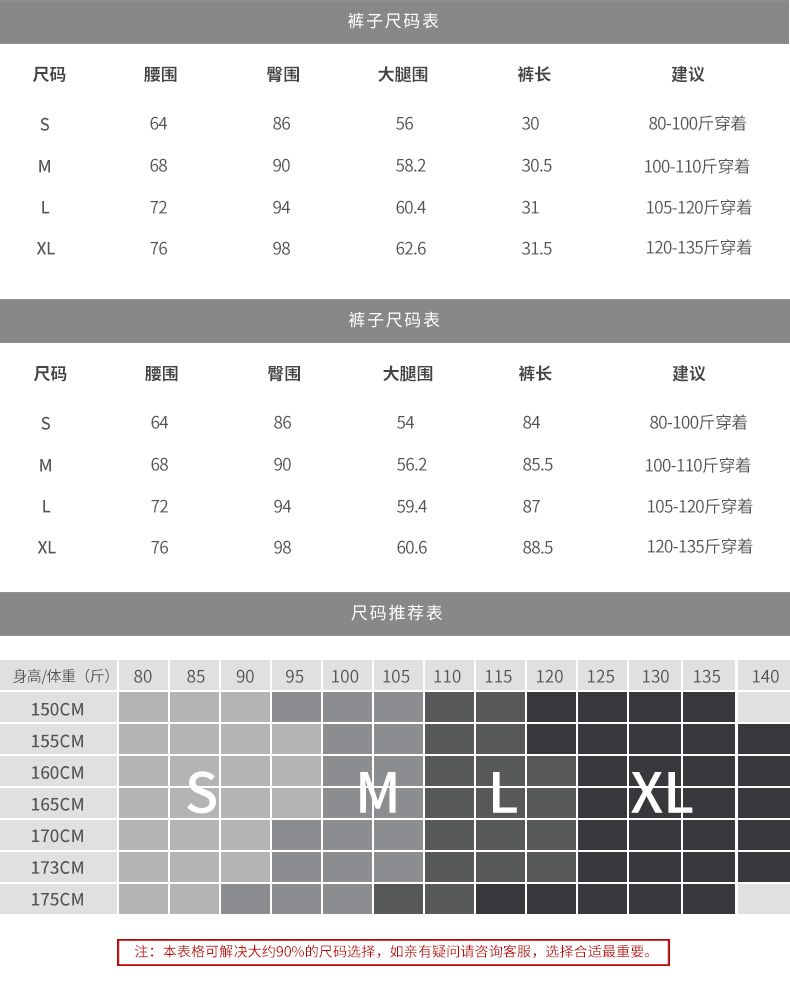 裤子尺码表
尺码 腰围 臀围 大腿围 裤长 建议
S 64 86 56 30 80-100斤穿着
M 68 90 58.2 30.5 100-110斤穿着
L 72 94 60.4 31 105-120斤穿着
XL 76 98 62.6 31.5 120-135斤穿着
裤子尺码表
尺码 腰围 臀围 大腿围 裤长 建议
S 64 86 54 84 80-100斤穿着
M 68 90 56.2 85.5 100-110斤穿着
L 72 94 59.4 87 105-120斤穿着
XL 76 98 60.6 88.5 120-135斤穿着
尺码推荐表
身高/体重（斤） 80 85 90 95 100 105 110 115 120 125 130 135 140
150CM
155CM
160CM
S M L XL
165CM
170CM
173CM
175CM
注：本表格可解决大约90%的尺码选择，如亲有疑问请咨询客服，选择合适最重要。